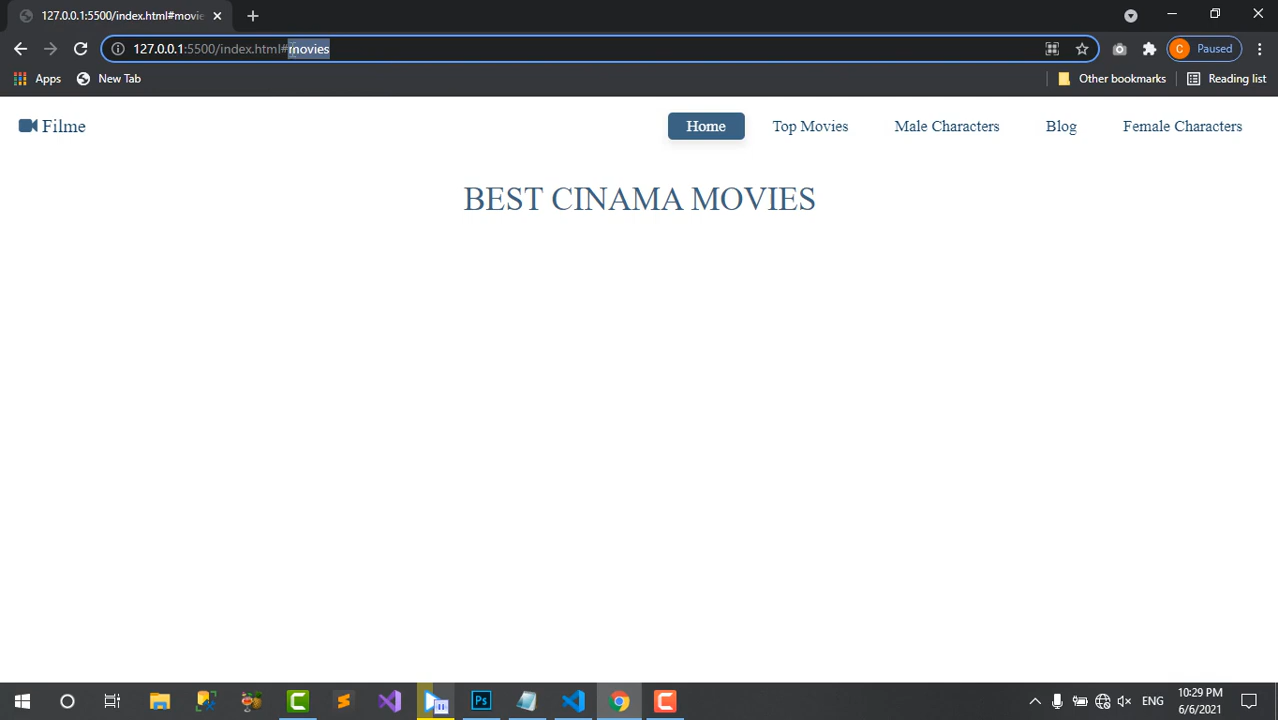 127.0.0.1:5500/index.html#movie
127.0.0.1:5500/index.html#movies
C Paused
Apps New Tab Other bookmarks Reading list
Filme Home Top Movies Male Characters Blog Female Characters
BEST CINAMA MOVIES
Ps ENG 10:29 PM
6/6/2021